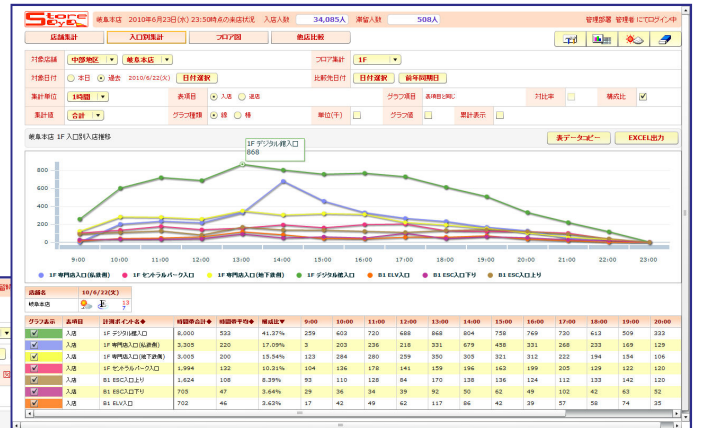 Store
岐阜本店 2010年6月23日(水) 23:50時点の来店状況 入店人数 34,085人 滞留人数 508人 管理部署 管理者 にてログイン中
店舗集計 入口別集計 フロア図 他店比較
対象店舗 中部地区 岐阜本店 フロア集計 1F
対象日付 本日 過去 2010/6/22(火) 日付選択 比較先日付 日付選択 前年同期日
集計単位 1時間 表項目 入店 退店 グラフ項目 表項目と同じ 対比率 構成比
集計値 合計 グラフ種類 線 棒 単位(千) グラフ値 累計表示
岐阜本店 1F 入口別入店推移 表データコピー EXCEL出力
1F デジタル館入口
868
800
600
400
200
0
9:00 10:00 11:00 12:00 13:00 14:00 15:00 16:00 17:00 18:00 19:00 20:00 21:00 22:00 23:00
1F 専門店入口(私鉄側) 1F セントラルパーク入口 1F 専門店入口(地下鉄側) 1F デジタル館入口 B1 ELV入口 B1 ESC入口下り B1 ESC入口上り
店舗名 10/6/22(火)
岐阜本店
グラフ表示 表項目 計測ポイント名 時間帯合計 時間帯平均 構成比 9:00 10:00 11:00 12:00 13:00 14:00 15:00 16:00 17:00 18:00 19:00 20:00
入店 1F デジタル館入口 8,000 533 41.37% 259 603 720 688 868 804 758 769 730 613 509 333
入店 1F 専門店入口(私鉄側) 3,305 220 17.09% 3 203 236 218 331 679 458 331 268 233 169 129
入店 1F 専門店入口(地下鉄側) 3,005 200 15.54% 123 284 280 259 350 305 321 312 222 194 154 106
入店 1F セントラルパーク入口 1,994 132 10.31% 104 136 178 141 159 196 163 199 205 129 122 120
入店 B1 ESC入口上り 1,624 108 8.39% 93 110 128 84 170 138 136 124 112 133 142 120
入店 B1 ESC入口下り 705 47 3.64% 29 36 34 39 92 50 62 49 102 42 63 52
入店 B1 ELV入口 702 46 3.63% 17 42 49 62 117 86 42 39 57 58 74 35